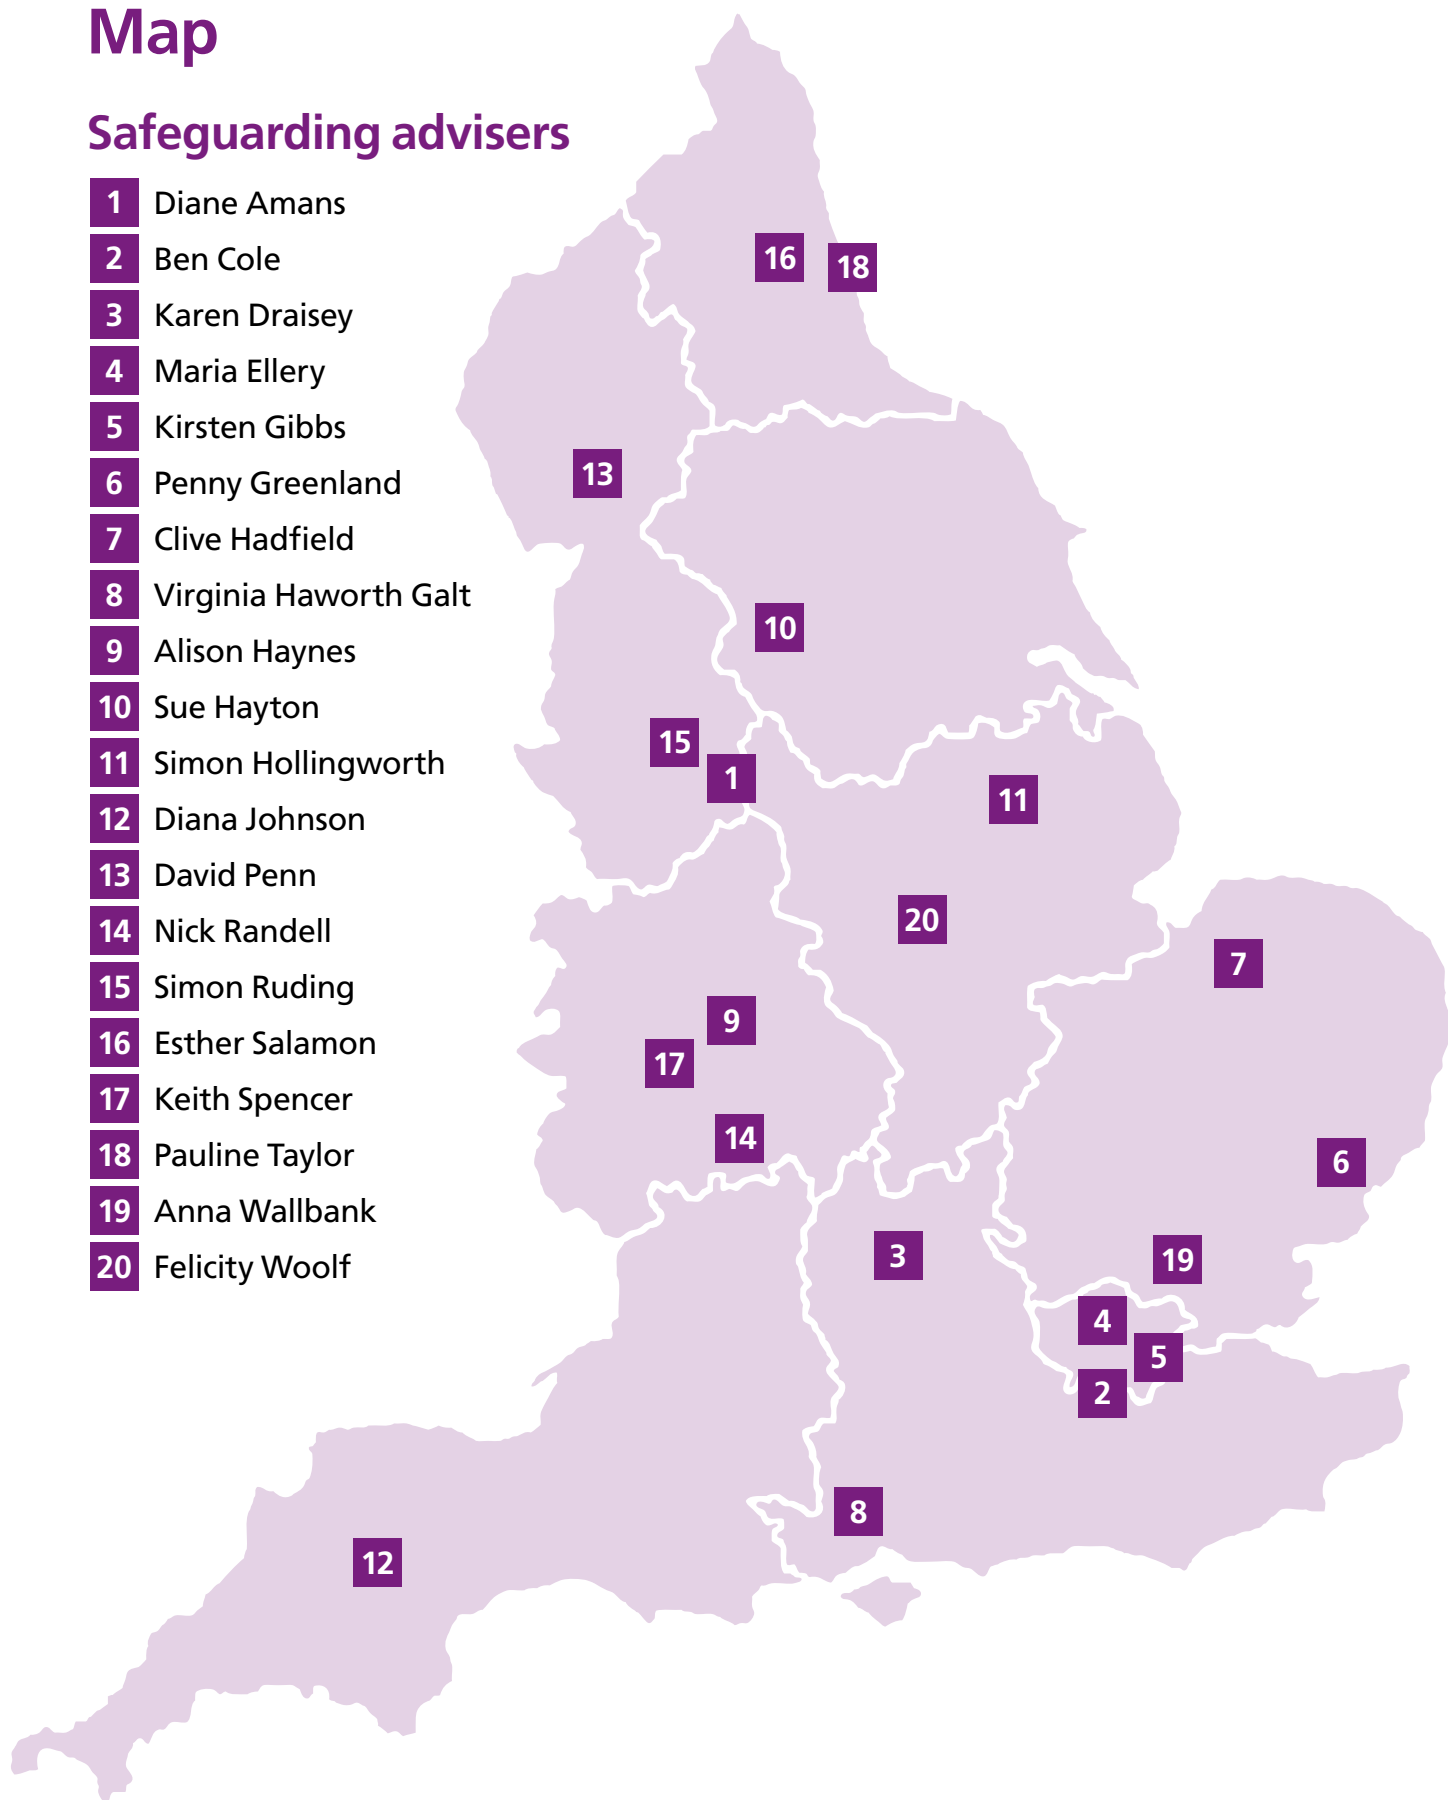 Map
Safeguarding advisers
1 Diane Amans
2 Ben Cole
3 Karen Draisey
4 Maria Ellery
5 Kirsten Gibbs
6 Penny Greenland
7 Clive Hadfield
8 Virginia Haworth Galt
9 Alison Haynes
10 Sue Hayton
11 Simon Hollingworth
12 Diana Johnson
13 David Penn
14 Nick Randell
15 Simon Ruding
16 Esther Salamon
17 Keith Spencer
18 Pauline Taylor
19 Anna Wallbank
20 Felicity Woolf
16
18
13
10
15
1
11
20
7
9
17
14
6
3
19
4
5
2
8
12